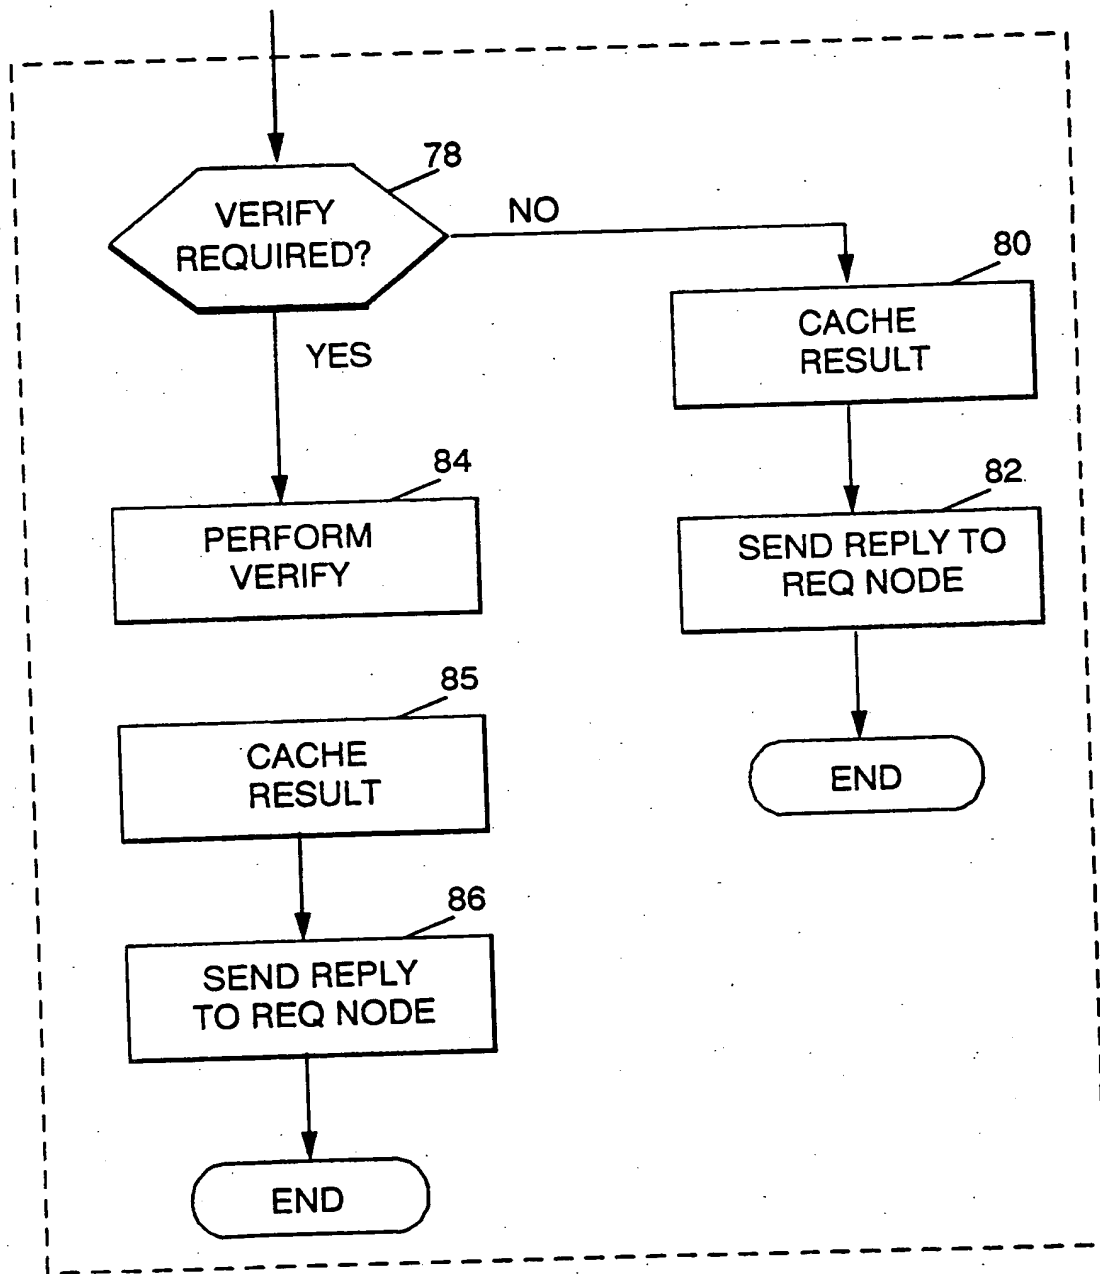 78
VERIFY
REQUIRED?
NO
YES
80
CACHE
RESULT
82
SEND REPLY TO
REQ NODE
END
84
PERFORM
VERIFY
85
CACHE
RESULT
86
SEND REPLY
TO REQ NODE
END